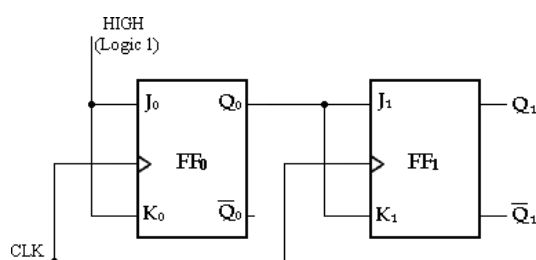 HIGH
(Logic 1)
J₀ Q₀ J₁ Q₁
FF₀ FF₁
K₀ Q̅₀ K₁ Q̅₁
CLK